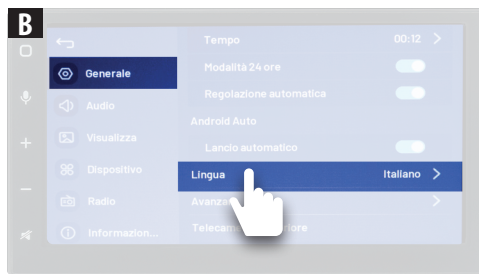 B
Tempo 00:12
Generale
Modalità 24 ore
Regolazione automatica
Audio
Android Auto
Visualizza
Lancio automatico
Dispositivo
Lingua Italiano
Radio
Informazion...